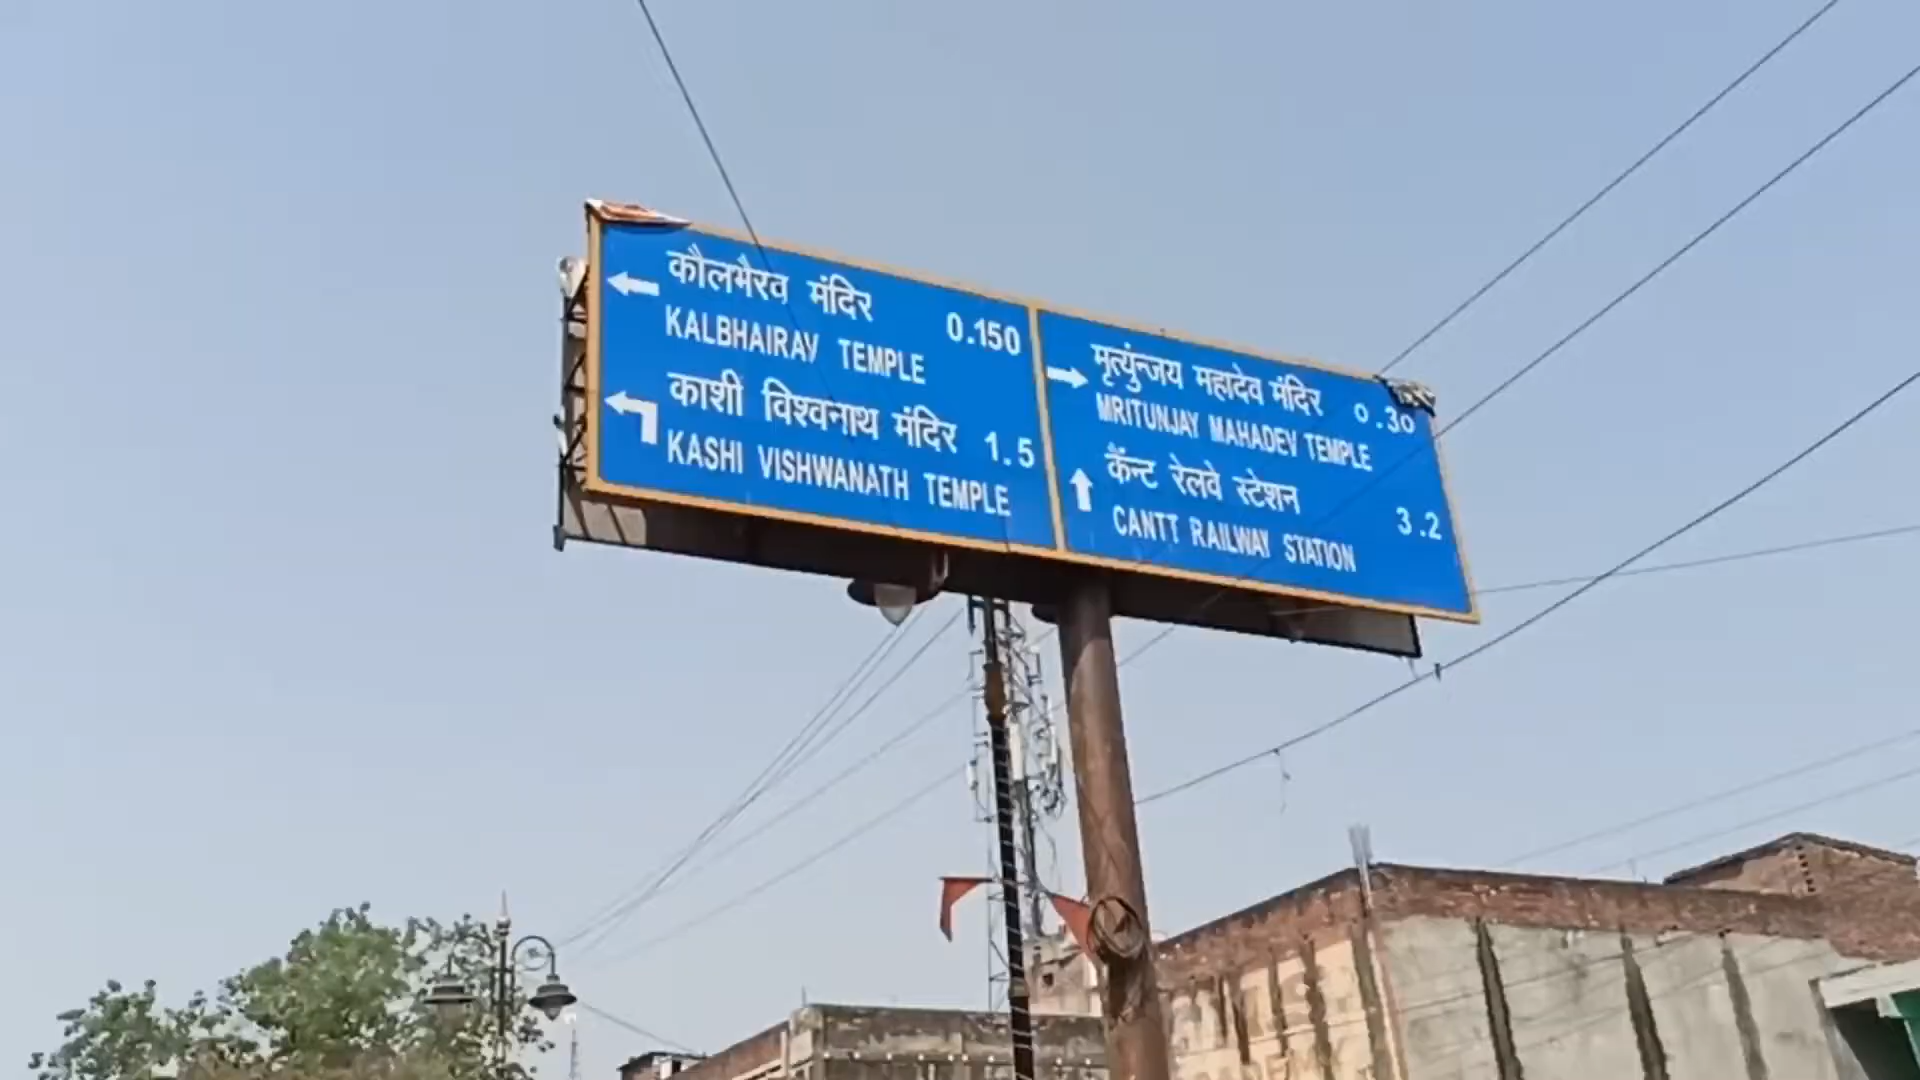 कौलभैरव मंदिर
KALBHAIRAV TEMPLE 0.150
काशी विश्वनाथ मंदिर 1.5
KASHI VISHWANATH TEMPLE
मृत्युंन्जय महादेव मंदिर 0.30
MRITUNJAY MAHADEV TEMPLE
कैंन्ट रेलवे स्टेशन
CANTT RAILWAY STATION 3.2